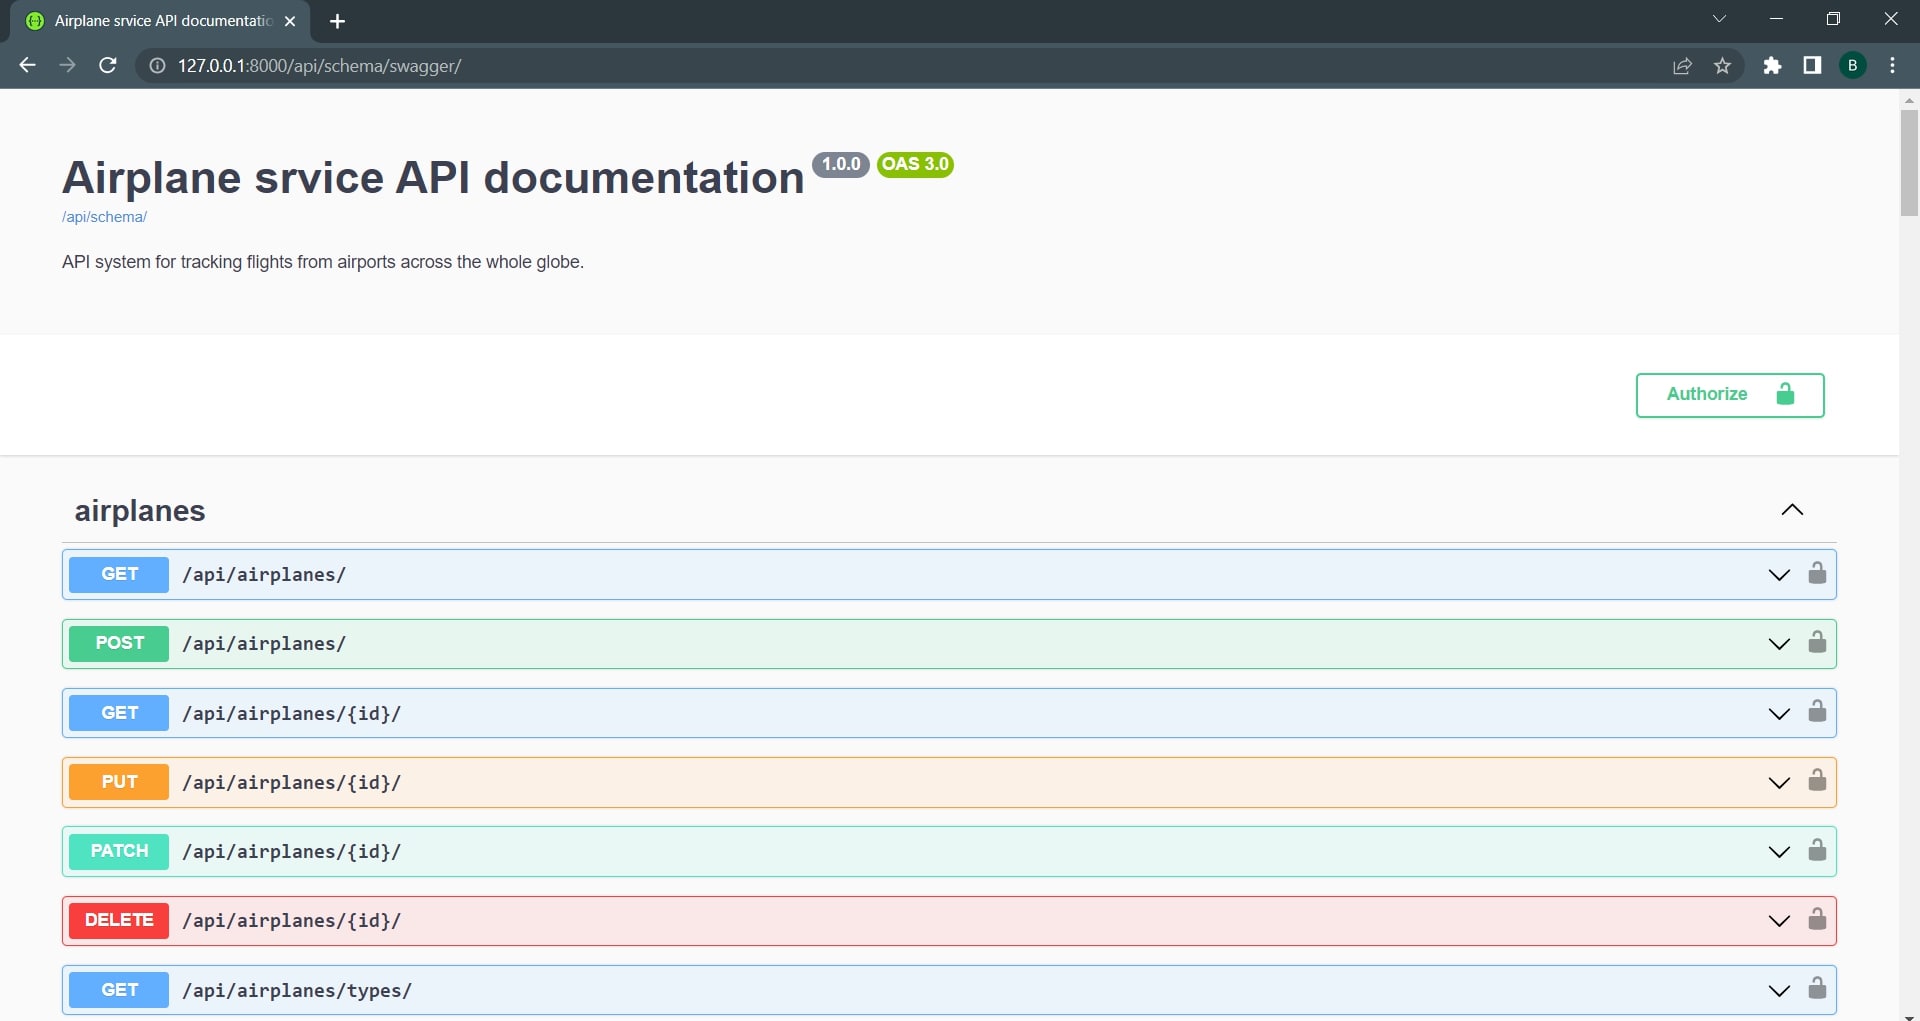 Airplane srvice API documentatio
127.0.0.1:8000/api/schema/swagger/
B
Airplane srvice API documentation 1.0.0 OAS 3.0
/api/schema/
API system for tracking flights from airports across the whole globe.
Authorize
airplanes
GET /api/airplanes/
POST /api/airplanes/
GET /api/airplanes/{id}/
PUT /api/airplanes/{id}/
PATCH /api/airplanes/{id}/
DELETE /api/airplanes/{id}/
GET /api/airplanes/types/